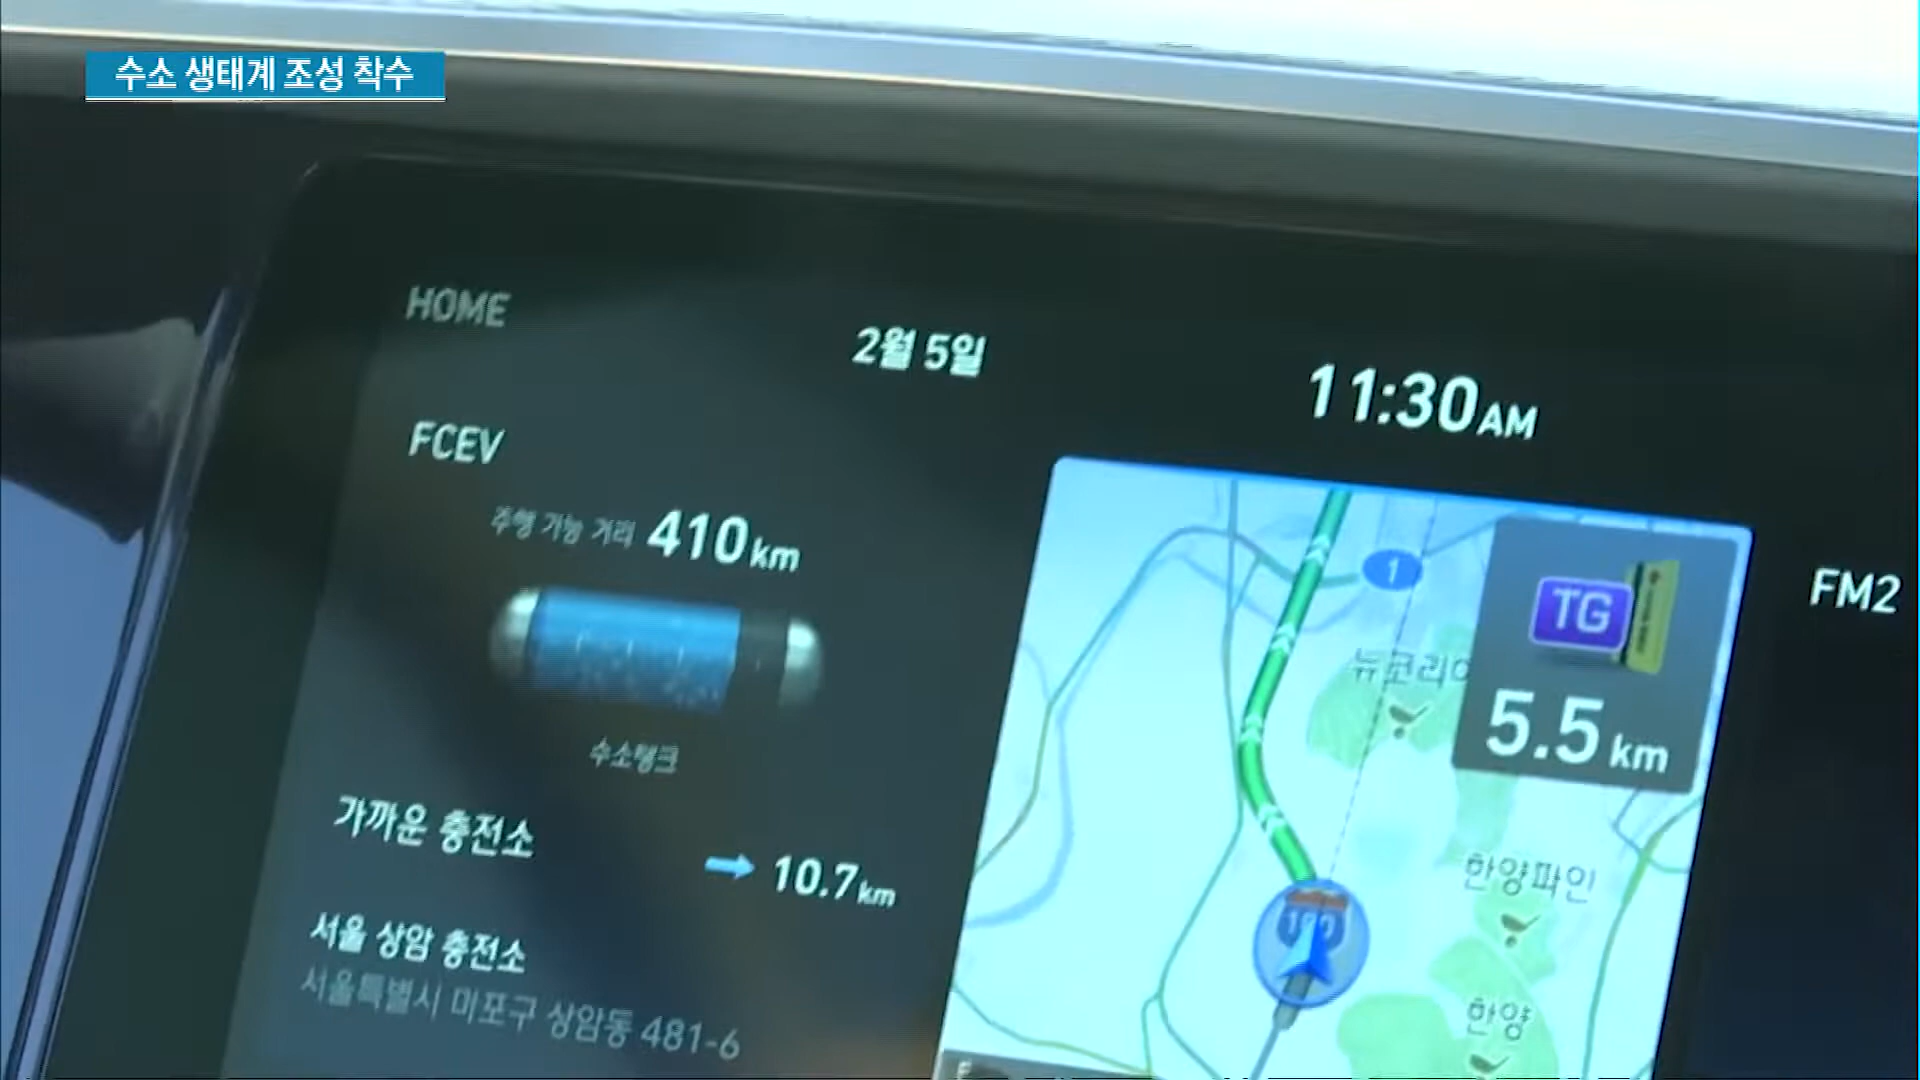 수소 생태계 조성 착수
HOME
2월 5일
11:30AM
FCEV
주행 가능 거리 410km
수소탱크
가까운 충전소
10.7km
서울 상암 충전소
서울특별시 마포구 상암동 481-6
1
TG
5.5 km
FM2
뉴코리아
한양파인
100
한양